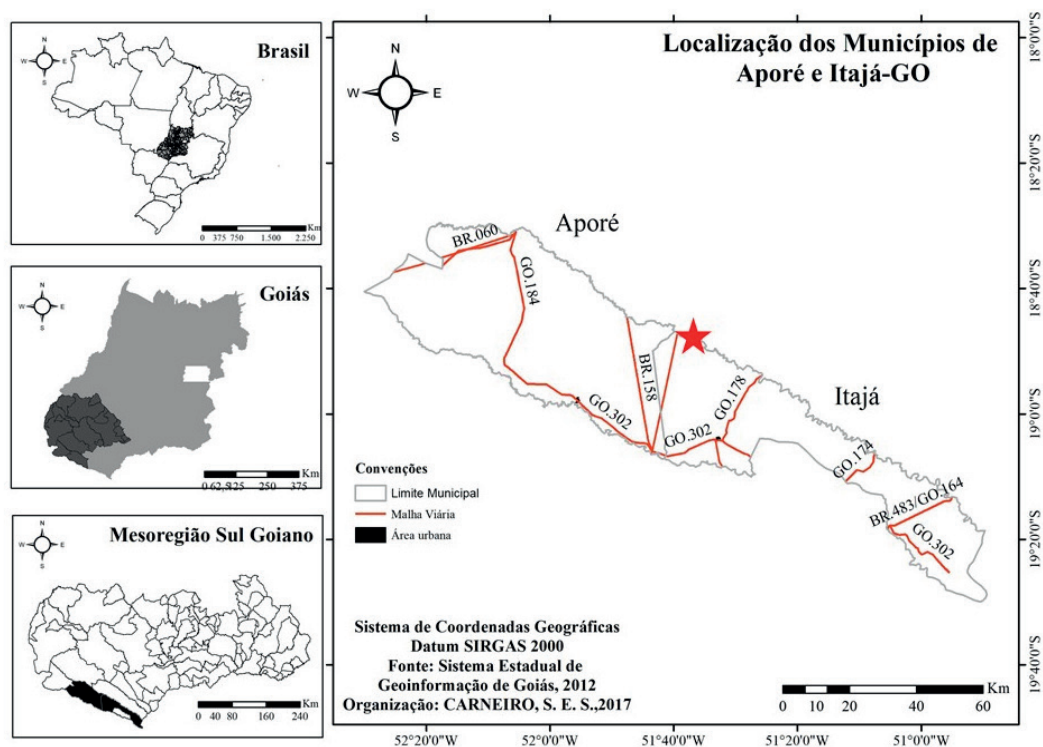 Brasil
N
W
E
S
Km
0 375 750 1.500 2.250
Goiás
N
W
E
S
Km
0 62,5125 250 375
Mesoregião Sul Goiano
N
W
E
S
Km
0 40 80 120 160 240
Localização dos Municípios de
Aporé e Itajá-GO
N
W
E
S
Aporé
BR.060
GO.184
BR.158
GO.302
GO.302
GO.178
Itajá
GO.174
BR.483/GO.164
GO.302
Convenções
Limite Municipal
Malha Viária
Área urbana
Sistema de Coordenadas Geográficas
Datum SIRGAS 2000
Fonte: Sistema Estadual de
Geoinformação de Goiás, 2012
Organização: CARNEIRO, S. E. S.,2017
Km
0 10 20 40 60
18°0'0"S
18°20'0"S
18°40'0"S
19°0'0"S
19°20'0"S
19°40'0"S
52°20'0"W
52°0'0"W
51°40'0"W
51°20'0"W
51°0'0"W